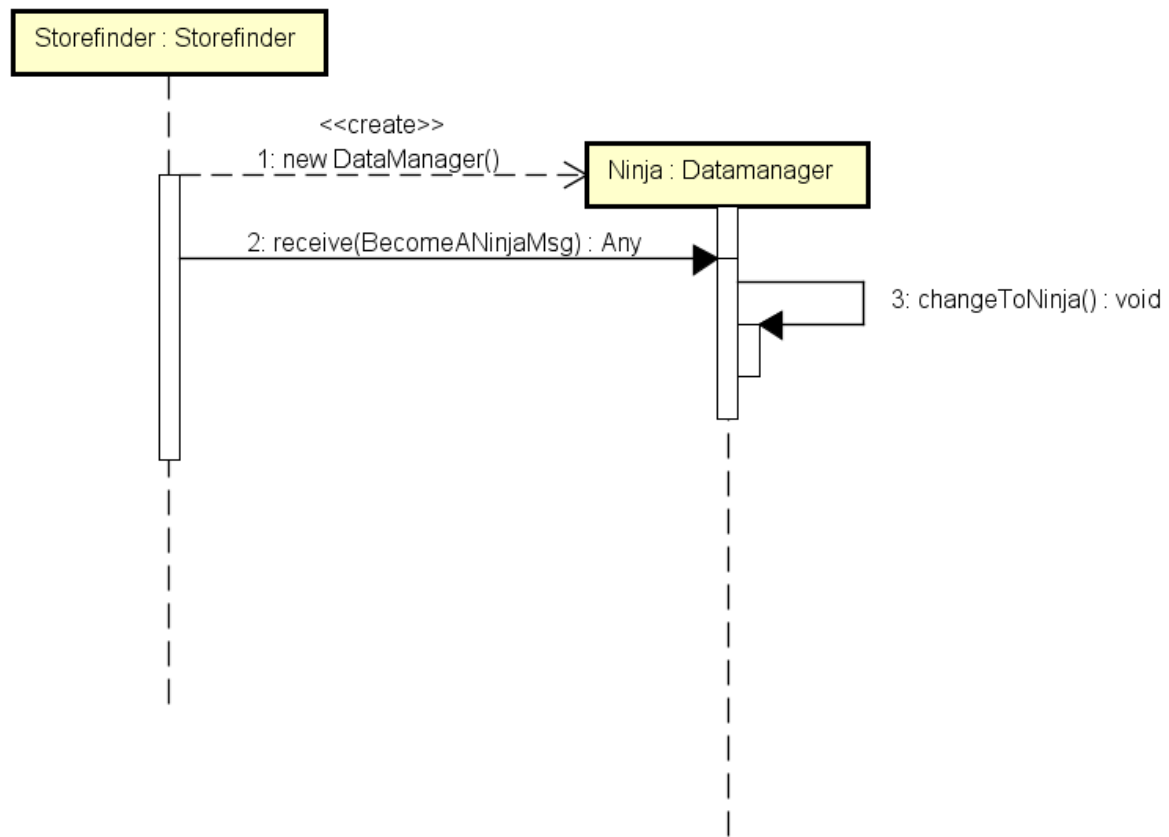 Storefinder : Storefinder
<<create>>
1: new DataManager()
Ninja : Datamanager
2: receive(BecomeANinjaMsg) : Any
3: changeToNinja() : void